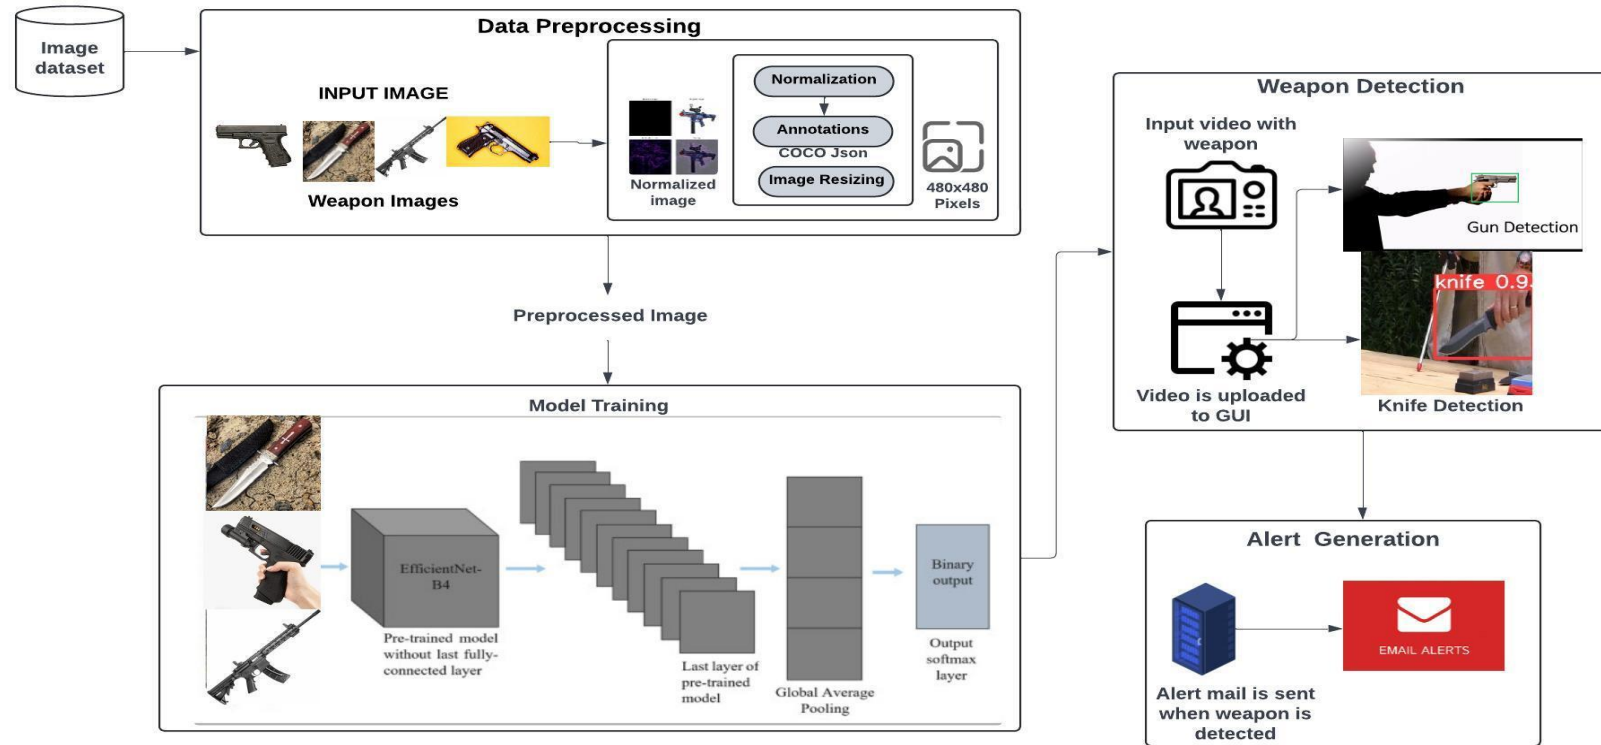 Image
dataset
Data Preprocessing
INPUT IMAGE
Weapon Images
Normalized
image
Normalization
Annotations
COCO Json
Image Resizing
480x480
Pixels
Preprocessed Image
Model Training
EfficientNet-
B4
Pre-trained model
without last fully-
connected layer
Last layer of
pre-trained
model
Global Average
Pooling
Binary
output
Output
softmax
layer
Weapon Detection
Input video with
weapon
Gun Detection
knife 0.9
Video is uploaded
to GUI
Knife Detection
Alert Generation
EMAIL ALERTS
Alert mail is sent
when weapon is
detected